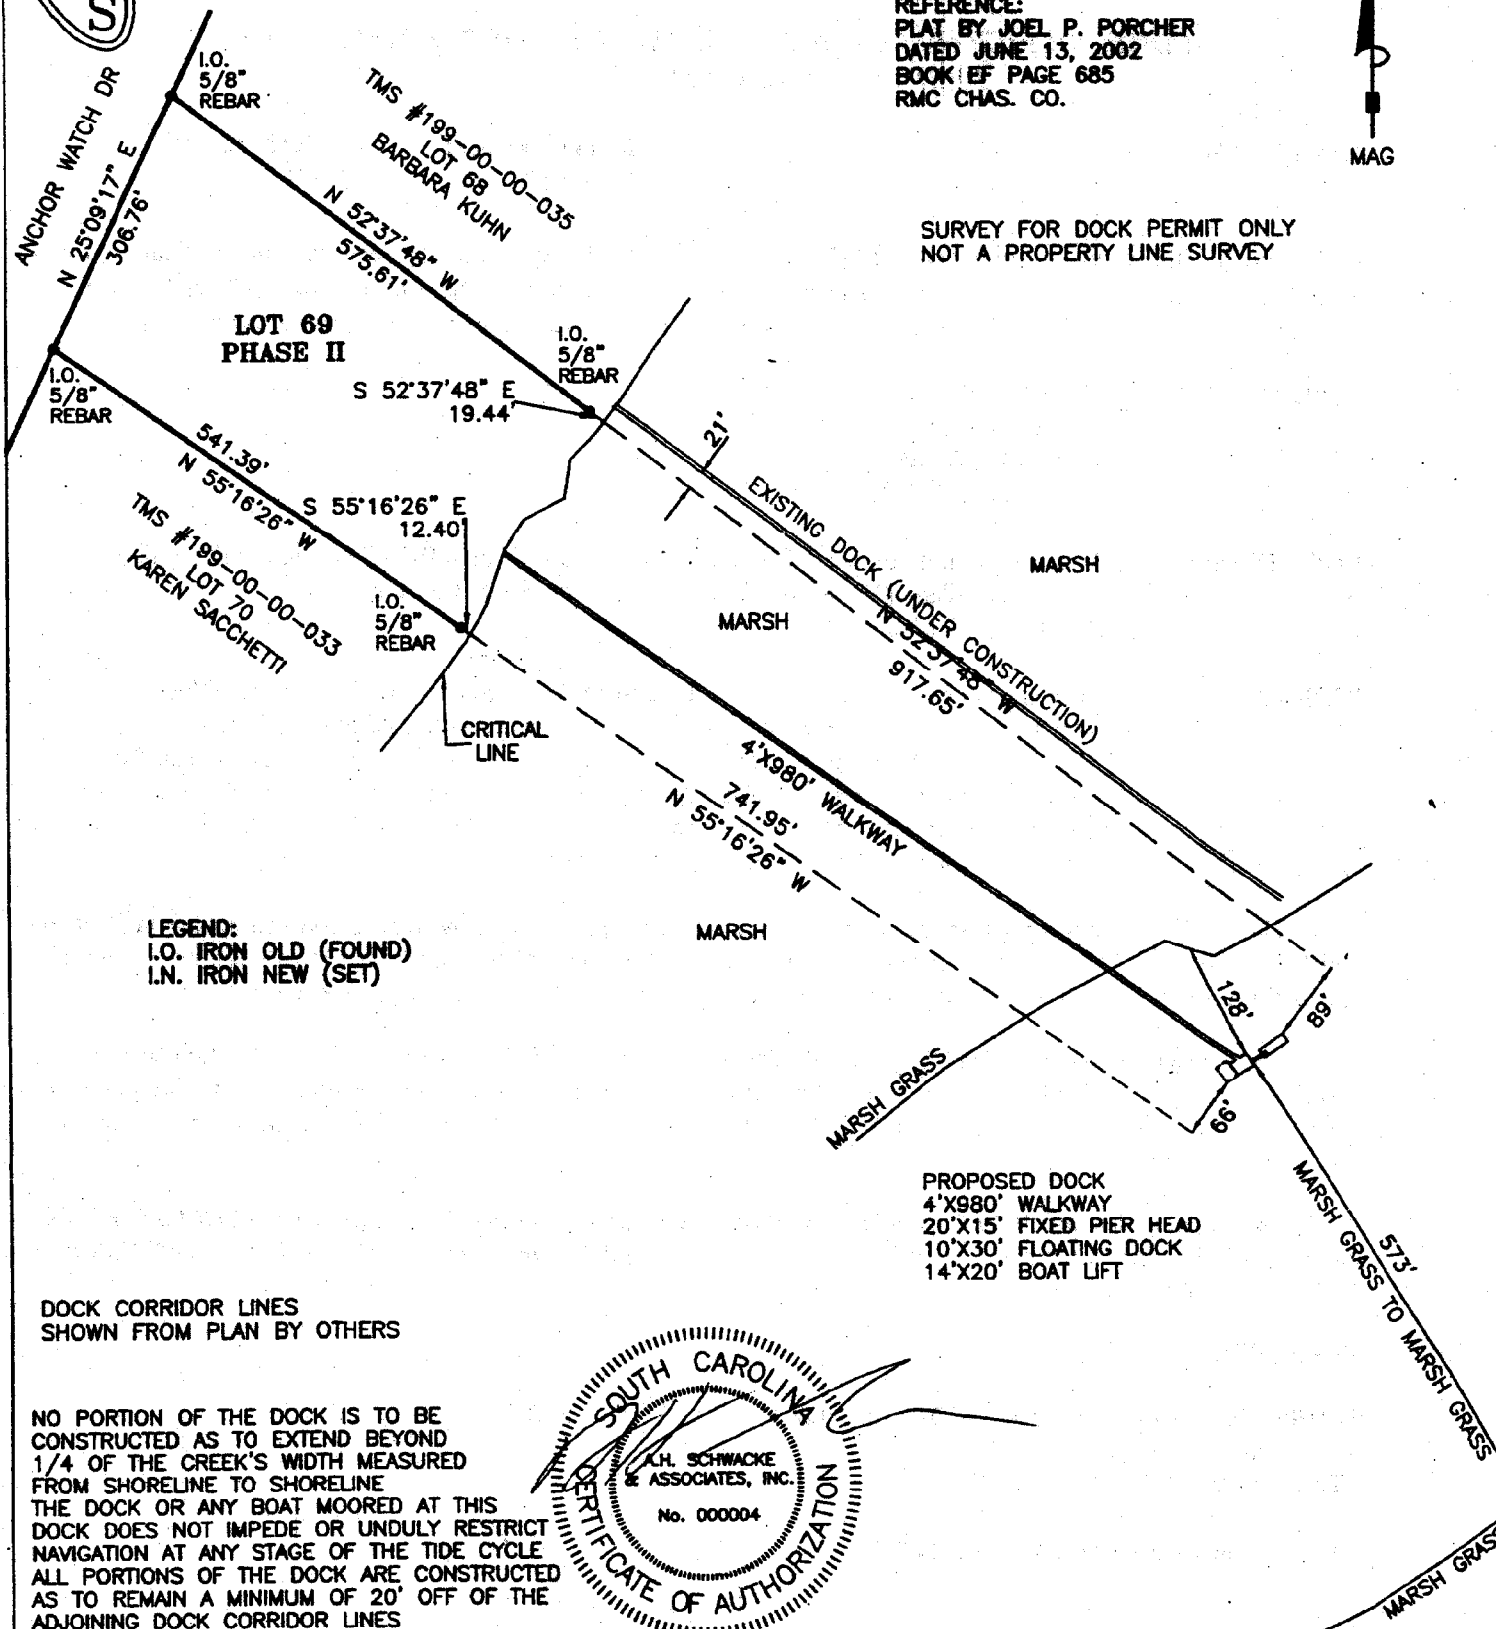 S
REFERENCE:
PLAT BY JOEL P. PORCHER
DATED JUNE 13, 2002
BOOK EF PAGE 685
RMC CHAS. CO.
MAG
SURVEY FOR DOCK PERMIT ONLY
NOT A PROPERTY LINE SURVEY
ANCHOR WATCH DR
N 25°09'17" E
306.76'
I.O.
5/8"
REBAR
TMS #199-00-00-035
LOT 68
BARBARA KUHN
N 52°37'48" W
575.61'
LOT 69
PHASE II
I.O.
5/8"
REBAR
S 52°37'48" E
19.44'
I.O.
5/8"
REBAR
541.39'
N 55°16'26" W
S 55°16'26" E
12.40'
TMS #199-00-00-033
LOT 70
KAREN SACCHETTI
I.O.
5/8"
REBAR
21'
EXISTING DOCK (UNDER CONSTRUCTION)
N 52°37'48" W
917.65'
MARSH
MARSH
CRITICAL
LINE
4'X980' WALKWAY
741.95'
N 55°16'26" W
MARSH
LEGEND:
I.O. IRON OLD (FOUND)
I.N. IRON NEW (SET)
128'
89'
66'
MARSH GRASS
PROPOSED DOCK
4'X980' WALKWAY
20'X15' FIXED PIER HEAD
10'X30' FLOATING DOCK
14'X20' BOAT LIFT
573'
MARSH GRASS TO MARSH GRASS
DOCK CORRIDOR LINES
SHOWN FROM PLAN BY OTHERS
NO PORTION OF THE DOCK IS TO BE
CONSTRUCTED AS TO EXTEND BEYOND
1/4 OF THE CREEK'S WIDTH MEASURED
FROM SHORELINE TO SHORELINE
THE DOCK OR ANY BOAT MOORED AT THIS
DOCK DOES NOT IMPEDE OR UNDULY RESTRICT
NAVIGATION AT ANY STAGE OF THE TIDE CYCLE
ALL PORTIONS OF THE DOCK ARE CONSTRUCTED
AS TO REMAIN A MINIMUM OF 20' OFF OF THE
ADJOINING DOCK CORRIDOR LINES
SOUTH CAROLINA
A.H. SCHWACKE
& ASSOCIATES, INC.
No. 000004
CERTIFICATE OF AUTHORIZATION
MARSH GRASS